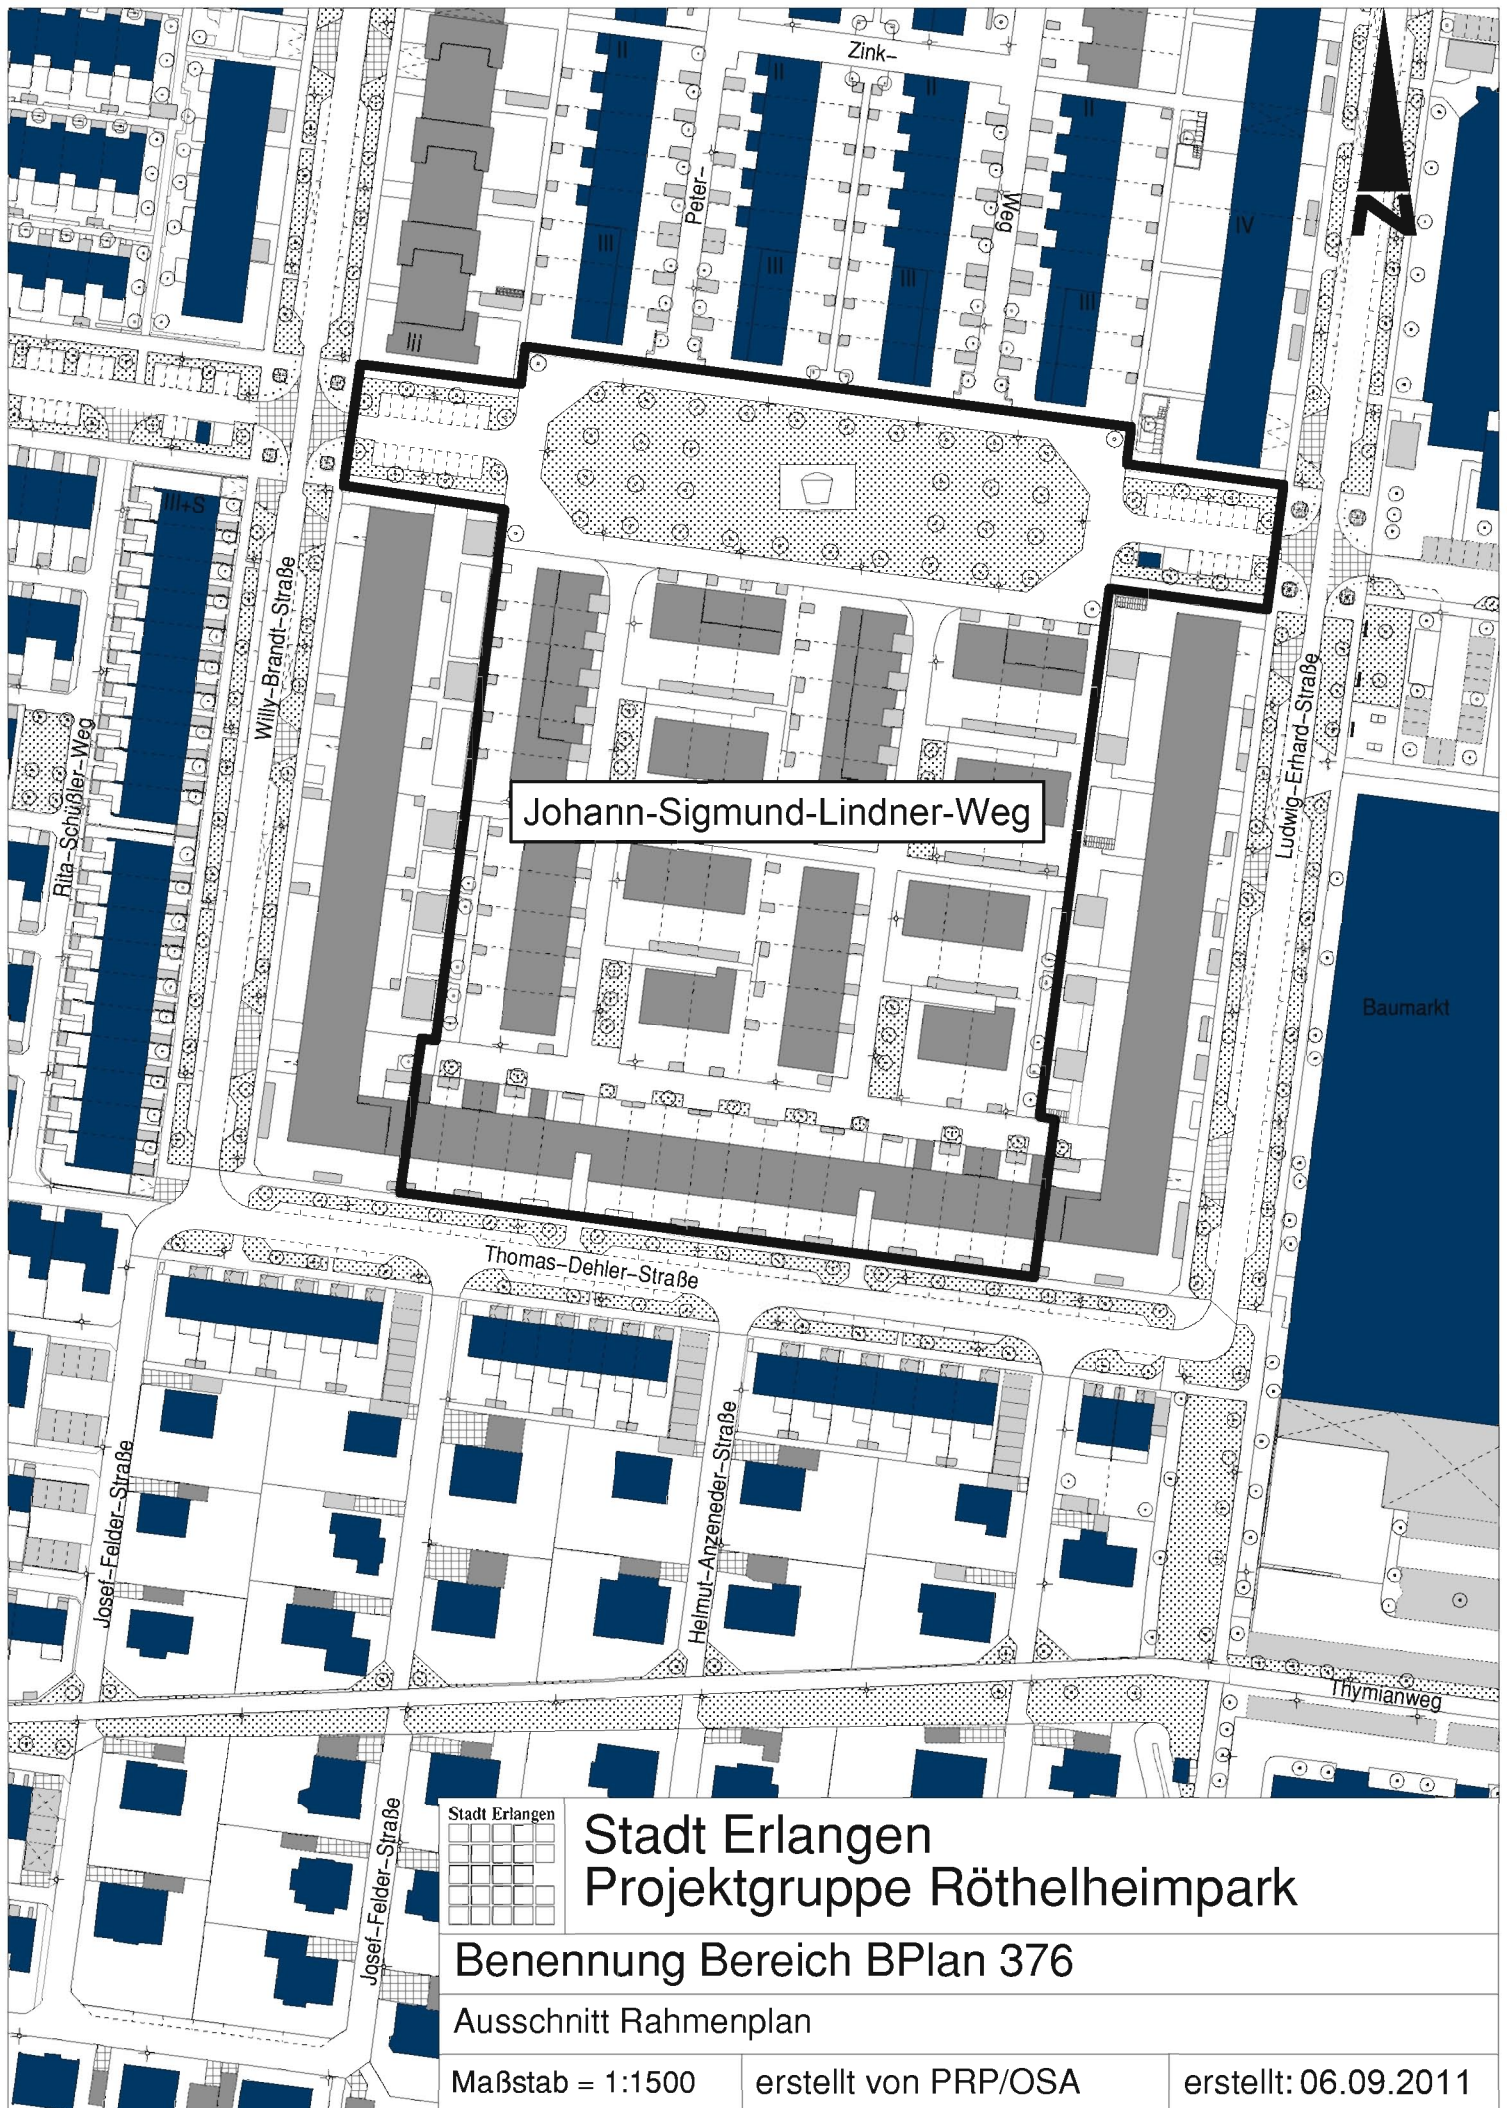 Zink-
II
II
II
II
Peter-
Weg
III
III
III
III
IV
III
N
III+S
Willy-Brandt-Straße
Rita-Schüßler-Weg
Ludwig-Erhard-Straße
Johann-Sigmund-Lindner-Weg
Baumarkt
Thomas-Dehler-Straße
Josef-Felder-Straße
Helmut-Anzeneder-Straße
Thymianweg
Josef-Felder-Straße
Stadt Erlangen
Stadt Erlangen
Projektgruppe Röthelheimpark
Benennung Bereich BPlan 376
Ausschnitt Rahmenplan
Maßstab = 1:1500
erstellt von PRP/OSA
erstellt: 06.09.2011